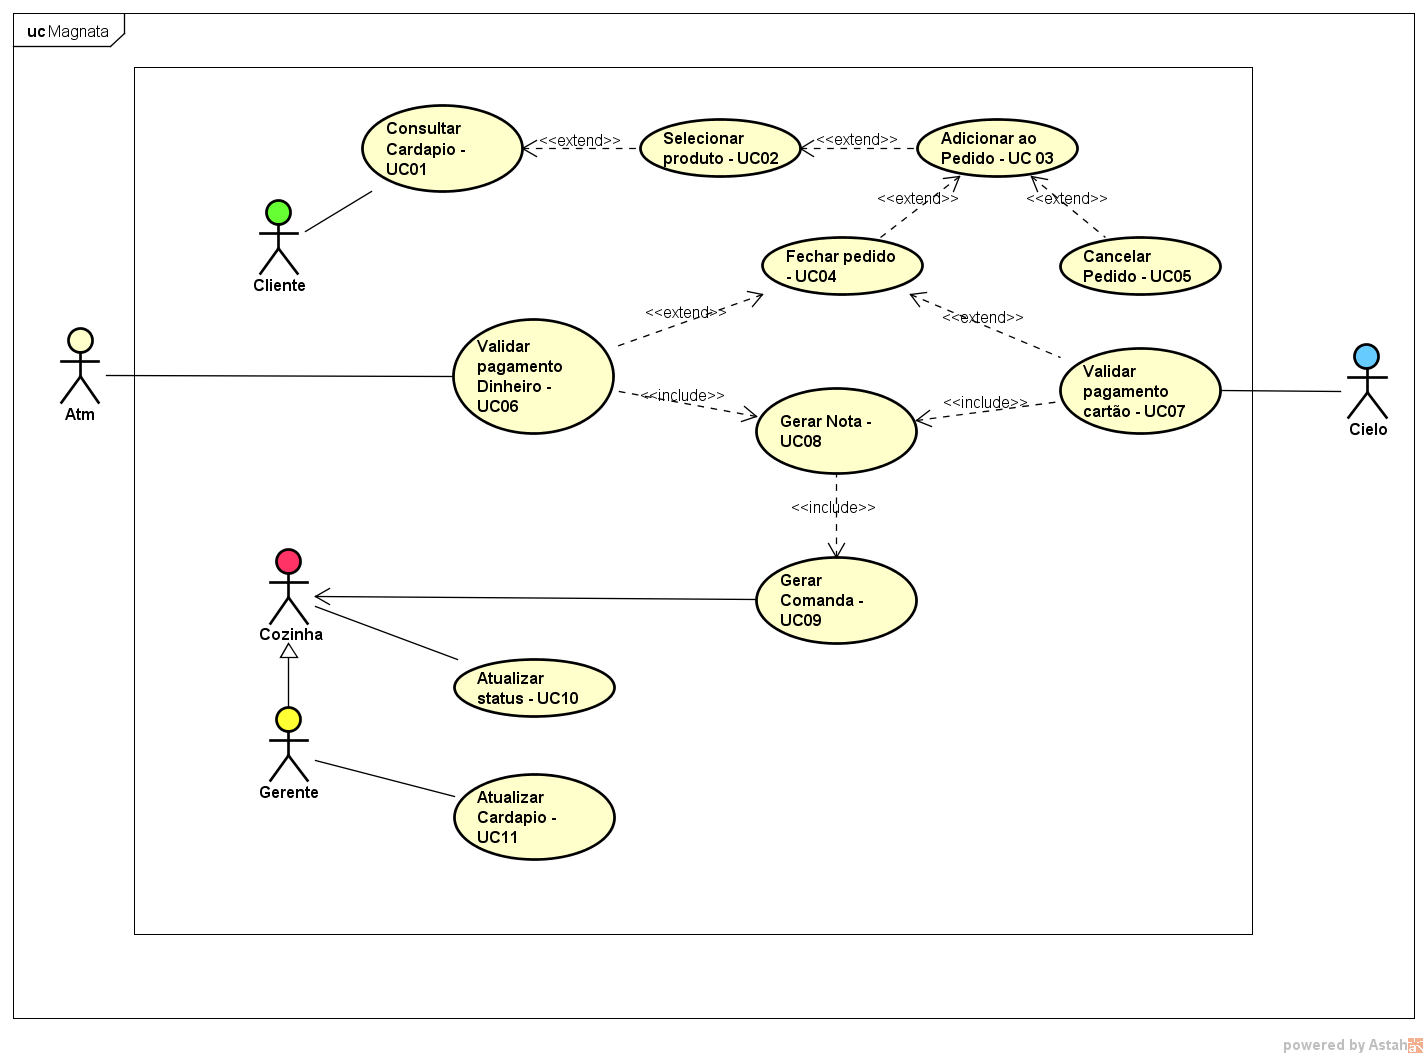 uc Magnata
Consultar
Cardapio -
UC01
<<extend>>
Selecionar
produto - UC02
<<extend>>
Adicionar ao
Pedido - UC 03
<<extend>>
<<extend>>
Cliente
Fechar pedido
- UC04
Cancelar
Pedido - UC05
<<extend>>
<<extend>>
Atm
Validar
pagamento
Dinheiro -
UC06
<<include>>
Gerar Nota -
UC08
<<include>>
Validar
pagamento
cartão - UC07
Cielo
<<include>>
Cozinha
Gerar
Comanda -
UC09
Atualizar
status - UC10
Gerente
Atualizar
Cardapio -
UC11
powered by Astah